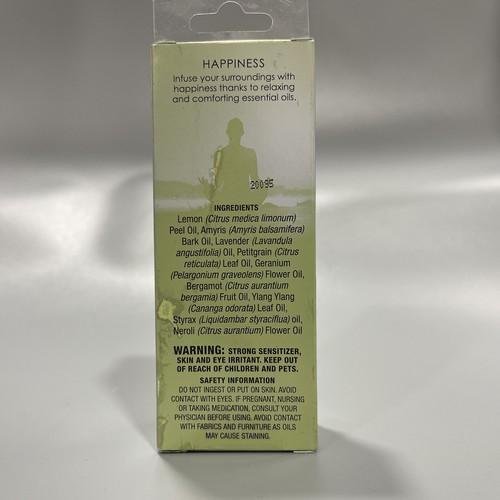 HAPPINESS
Infuse your surroundings with
happiness thanks to relaxing
and comforting essential oils.
20095
INGREDIENTS
Lemon (Citrus medica limonum)
Peel Oil, Amyris (Amyris balsamifera)
Bark Oil, Lavender (Lavandula
angustifolia) Oil, Petitgrain (Citrus
reticulata) Leaf Oil, Geranium
(Pelargonium graveolens) Flower Oil,
Bergamot (Citrus aurantium
bergamia) Fruit Oil, Ylang Ylang
(Cananga odorata) Leaf Oil,
Styrax (Liquidambar styraciflua) oil,
Neroli (Citrus aurantium) Flower Oil
WARNING: STRONG SENSITIZER,
SKIN AND EYE IRRITANT. KEEP OUT
OF REACH OF CHILDREN AND PETS.
SAFETY INFORMATION
DO NOT INGEST OR PUT ON SKIN. AVOID
CONTACT WITH EYES. IF PREGNANT, NURSING
OR TAKING MEDICATION, CONSULT YOUR
PHYSICIAN BEFORE USING. AVOID CONTACT
WITH FABRICS AND FURNITURE AS OILS
MAY CAUSE STAINING.